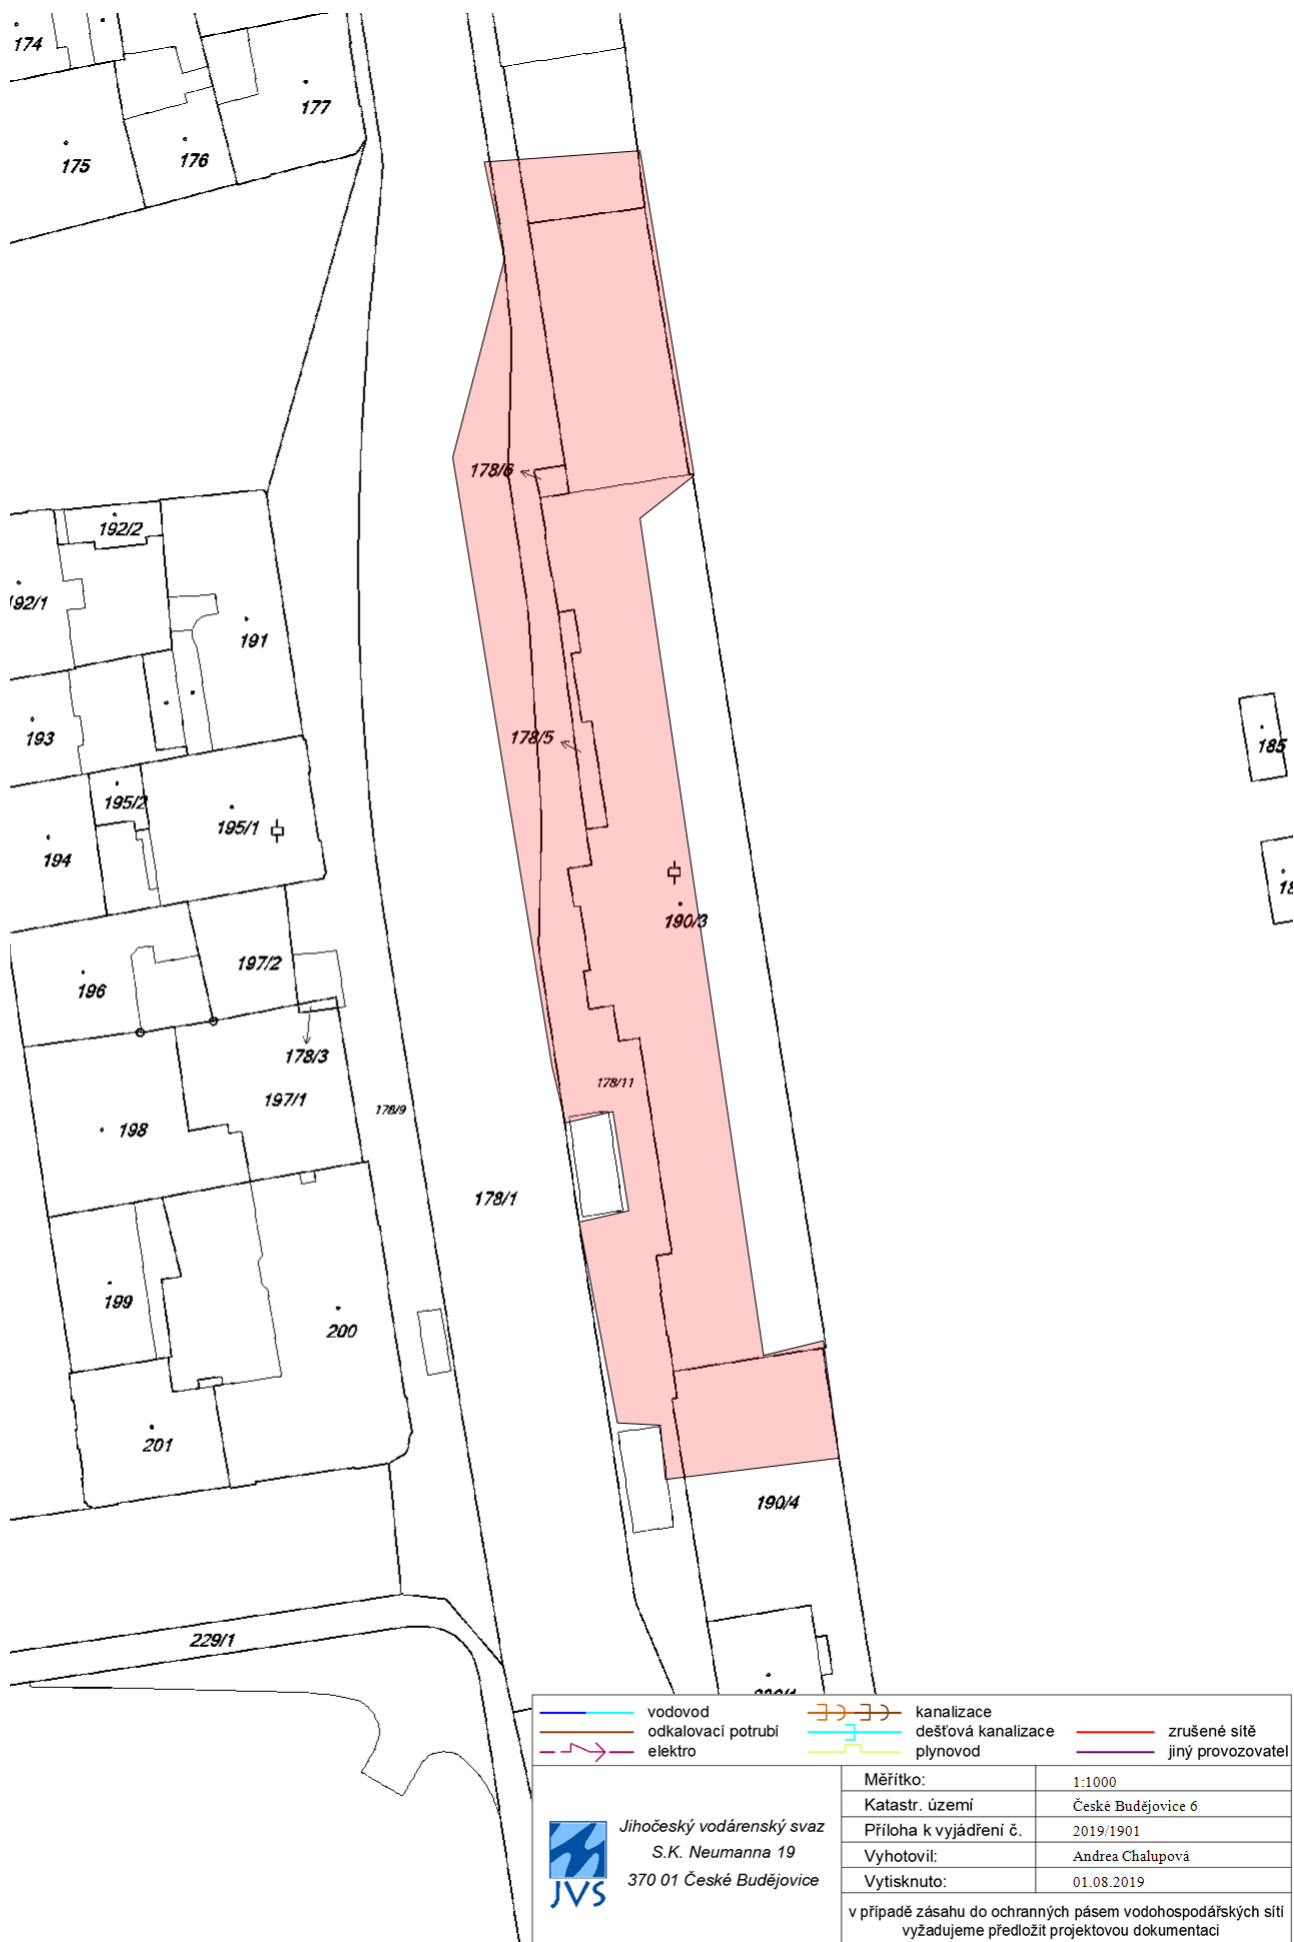 174
177
175
176
178/6
192/2
192/1
191
193
178/5
185
195/2
195/1
194
190/3
197/2
196
178/3
178/11
197/1
178/9
198
178/1
199
200
201
190/4
229/1
vodovod
kanalizace
odkalovací potrubí
dešťová kanalizace
zrušené sítě
elektro
plynovod
jiný provozovatel
Jihočeský vodárenský svaz
S.K. Neumanna 19
370 01 České Budějovice
JVS
Měřítko: 1:1000
Katastr. území České Budějovice 6
Příloha k vyjádření č. 2019/1901
Vyhotovil: Andrea Chalupová
Vytisknuto: 01.08.2019
v případě zásahu do ochranných pásem vodohospodářských sítí
vyžadujeme předložit projektovou dokumentaci